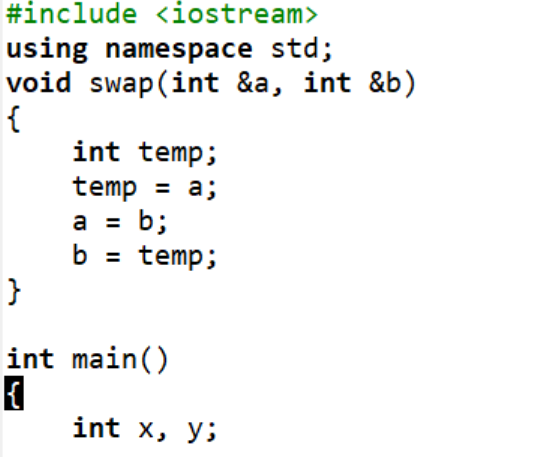 #include <iostream>
using namespace std;
void swap(int &a, int &b)
{
    int temp;
    temp = a;
    a = b;
    b = temp;
}

int main()
{
    int x, y;